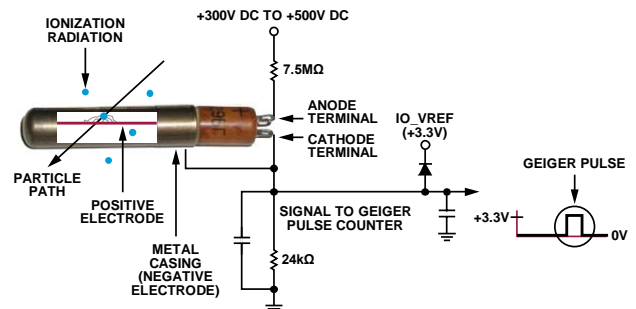 IONIZATION
RADIATION
+300V DC TO +500V DC
7.5MΩ
ANODE
TERMINAL
CATHODE
TERMINAL
IO_VREF
(+3.3V)
PARTICLE
PATH
POSITIVE
ELECTRODE
METAL
CASING
(NEGATIVE
ELECTRODE)
SIGNAL TO GEIGER
PULSE COUNTER
24kΩ
GEIGER PULSE
+3.3V
0V